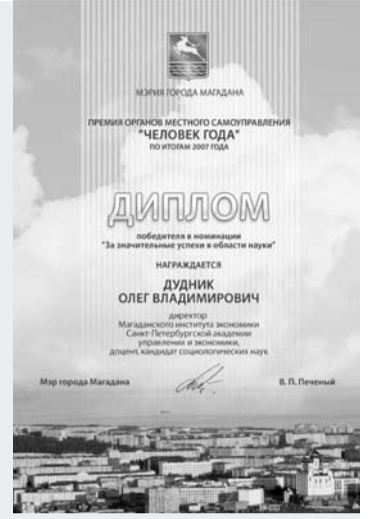 МЭРИЯ ГОРОДА МАГАДАНА
ПРЕМИЯ ОРГАНОВ МЕСТНОГО САМОУПРАВЛЕНИЯ
"ЧЕЛОВЕК ГОДА"
ПО ИТОГАМ 2007 ГОДА
ДИПЛОМ
победителя в номинации
"За значительные успехи в области науки"
НАГРАЖДАЕТСЯ
ДУДНИК
ОЛЕГ ВЛАДИМИРОВИЧ
директор
Магаданского института экономики
Санкт-Петербургской академии
управления и экономики,
доцент, кандидат социологических наук
Мэр города Магадана В. П. Печеный